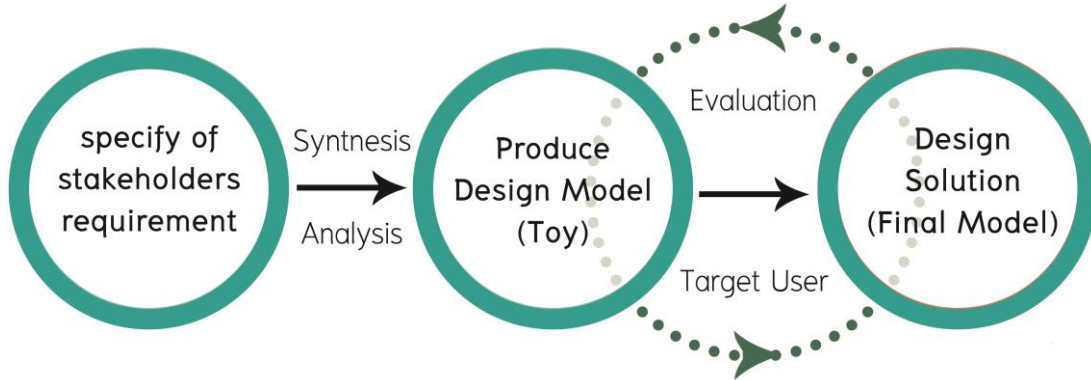 specify of
stakeholders
requirement
Syntnesis
Analysis
Produce
Design Model
(Toy)
Evaluation
Target User
Design
Solution
(Final Model)